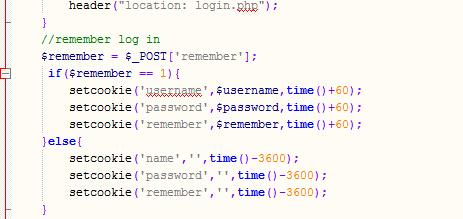 header("location: login.php");
}
//remember log in
$remember = $_POST['remember'];
if($remember == 1){
setcookie('username',$username,time()+60);
setcookie('password',$password,time()+60);
setcookie('remember',$remember,time()+60);
}else{
setcookie('name','',time()-3600);
setcookie('password','',time()-3600);
setcookie('remember','',time()-3600);
}